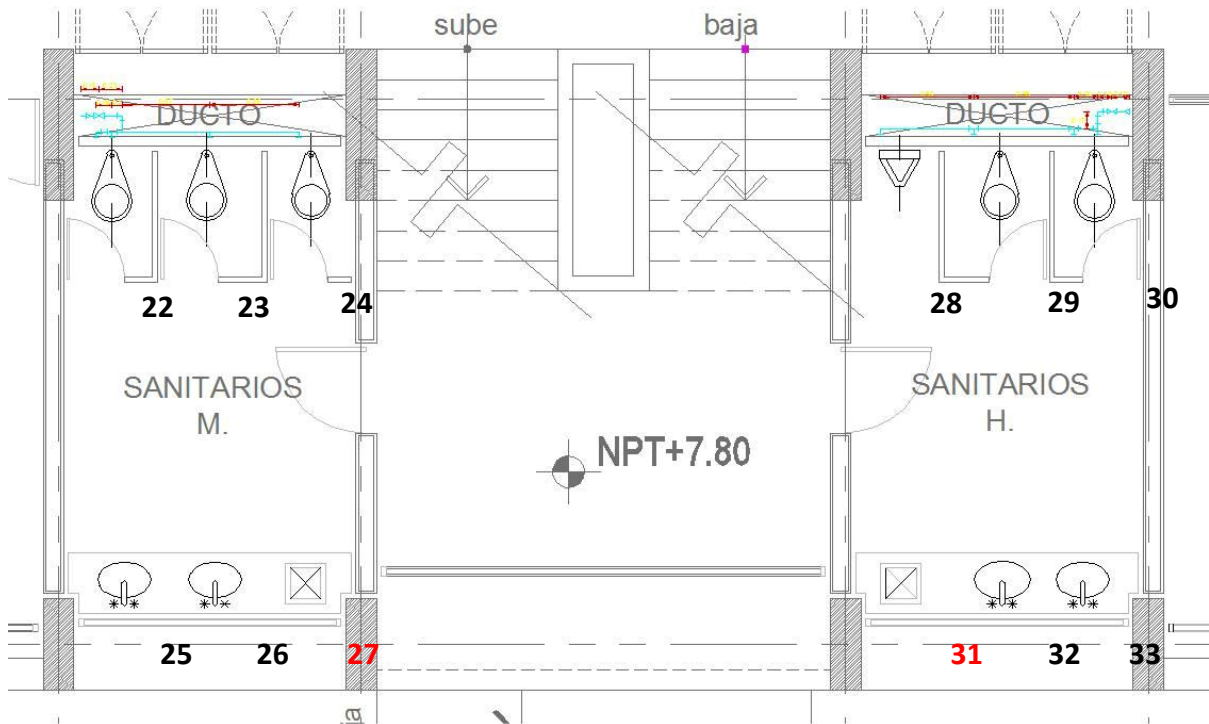 sube baja
DUCTO DUCTO
22 23 24 28 29 30
SANITARIOS SANITARIOS
M. H.
NPT+7.80
25 26 27 31 32 33